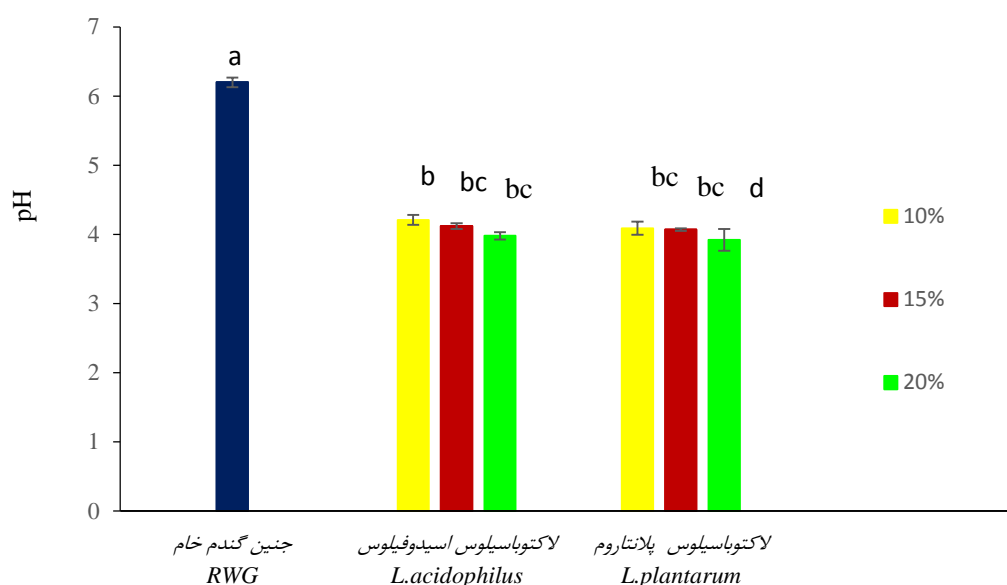 pH
7
6
5
4
3
2
1
0
a
b
bc
bc
bc
bc
d
10%
15%
20%
جنین گندم خام
RWG
لاکتوباسیلوس اسیدوفیلوس
L.acidophilus
لاکتوباسیلوس پلانتاروم
L.plantarum